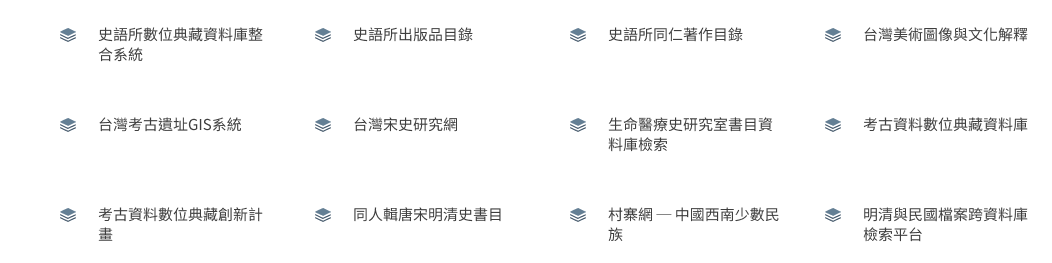 史語所數位典藏資料庫整
合系統
史語所出版品目錄
史語所同仁著作目錄
台灣美術圖像與文化解釋
台灣考古遺址GIS系統
台灣宋史研究網
生命醫療史研究室書目資
料庫檢索
考古資料數位典藏資料庫
考古資料數位典藏創新計
畫
同人輯唐宋明清史書目
村寨網 ─ 中國西南少數民
族
明清與民國檔案跨資料庫
檢索平台